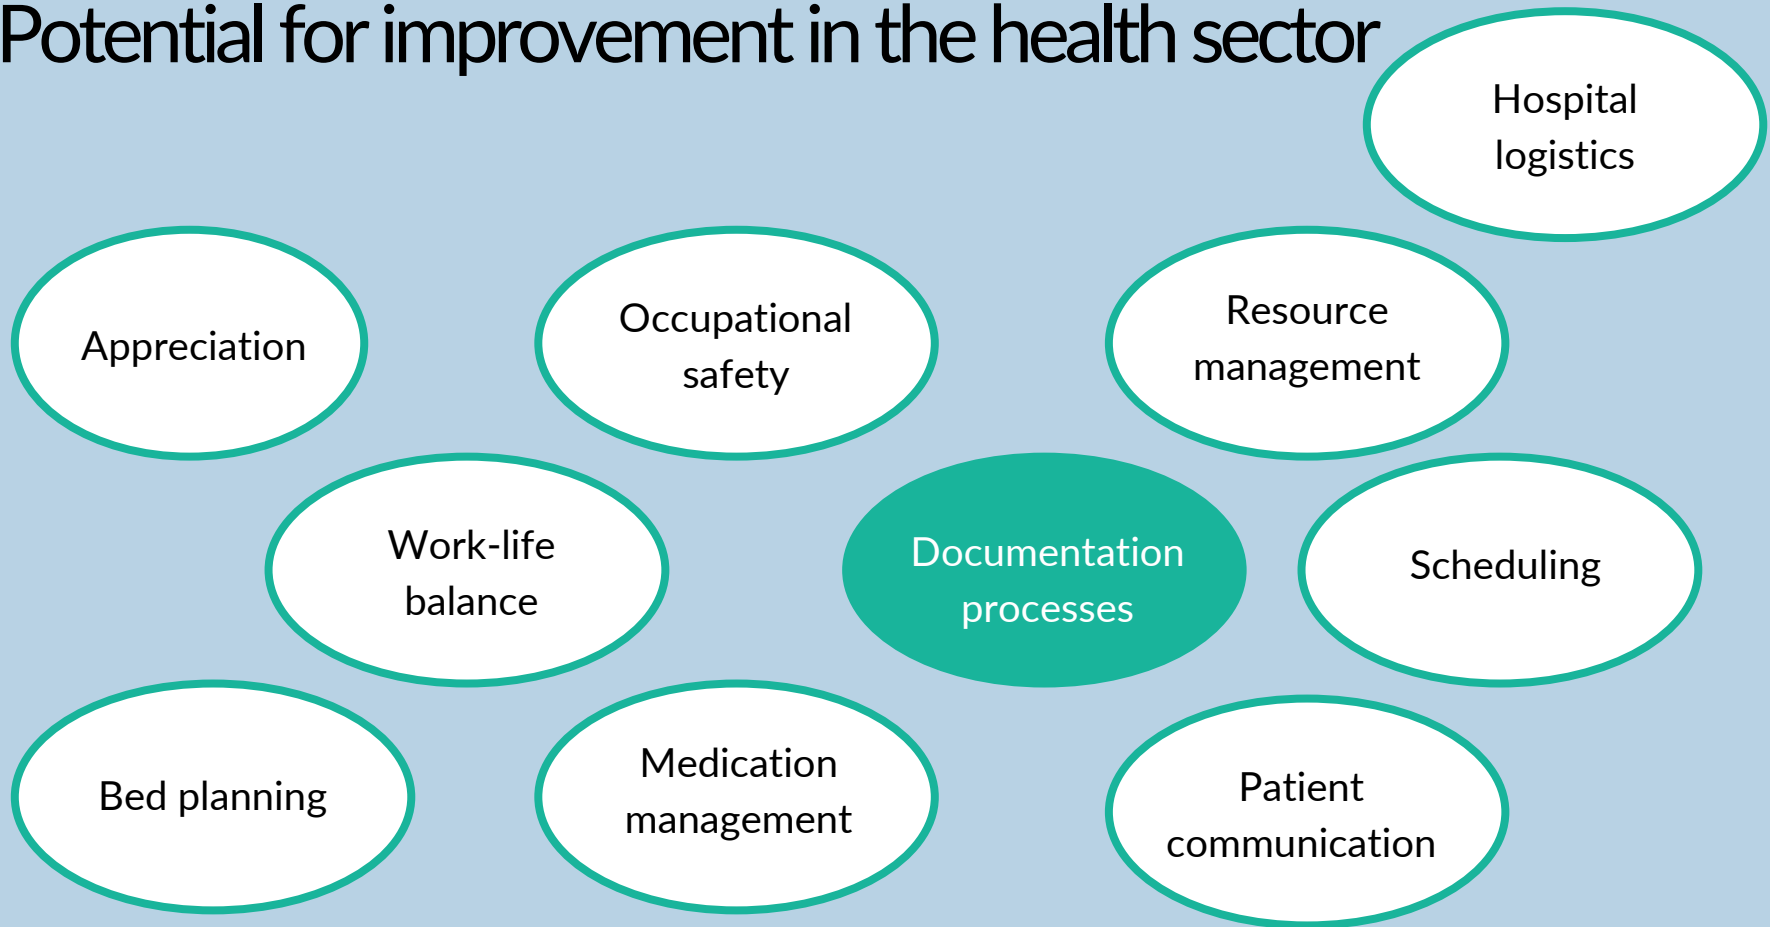 Potential for improvement in the health sector
Hospital
logistics
Appreciation
Occupational
safety
Resource
management
Work-life
balance
Documentation
processes
Scheduling
Bed planning
Medication
management
Patient
communication